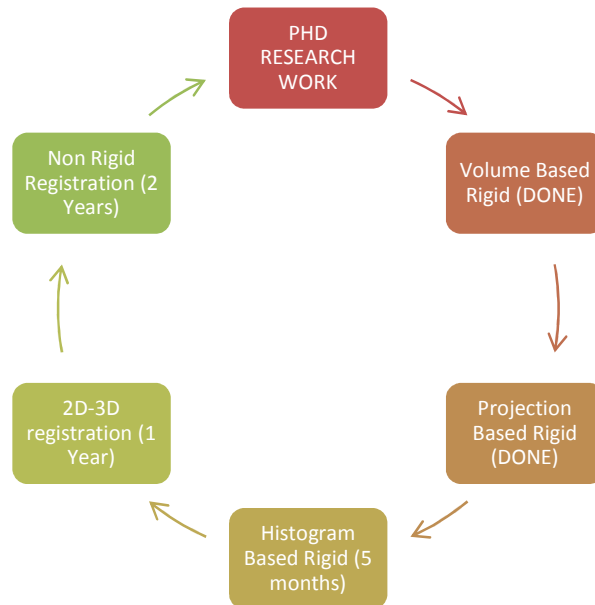 PHD
RESEARCH
WORK
Volume Based
Rigid (DONE)
Projection
Based Rigid
(DONE)
Histogram
Based Rigid (5
months)
2D-3D
registration (1
Year)
Non Rigid
Registration (2
Years)